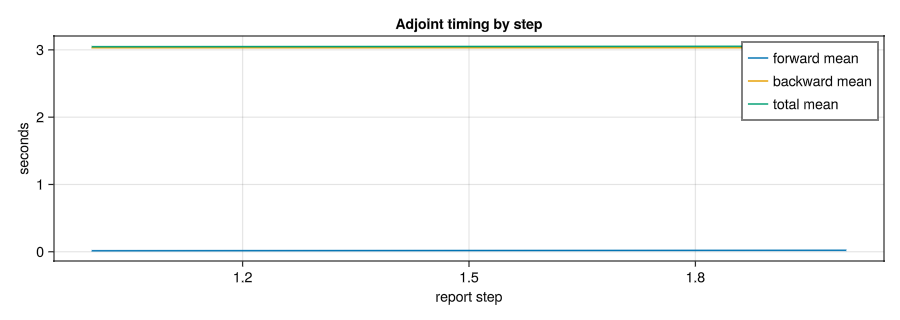 Adjoint timing by step
3
2
1
0
seconds
forward mean
backward mean
total mean
1.2
1.5
1.8
report step